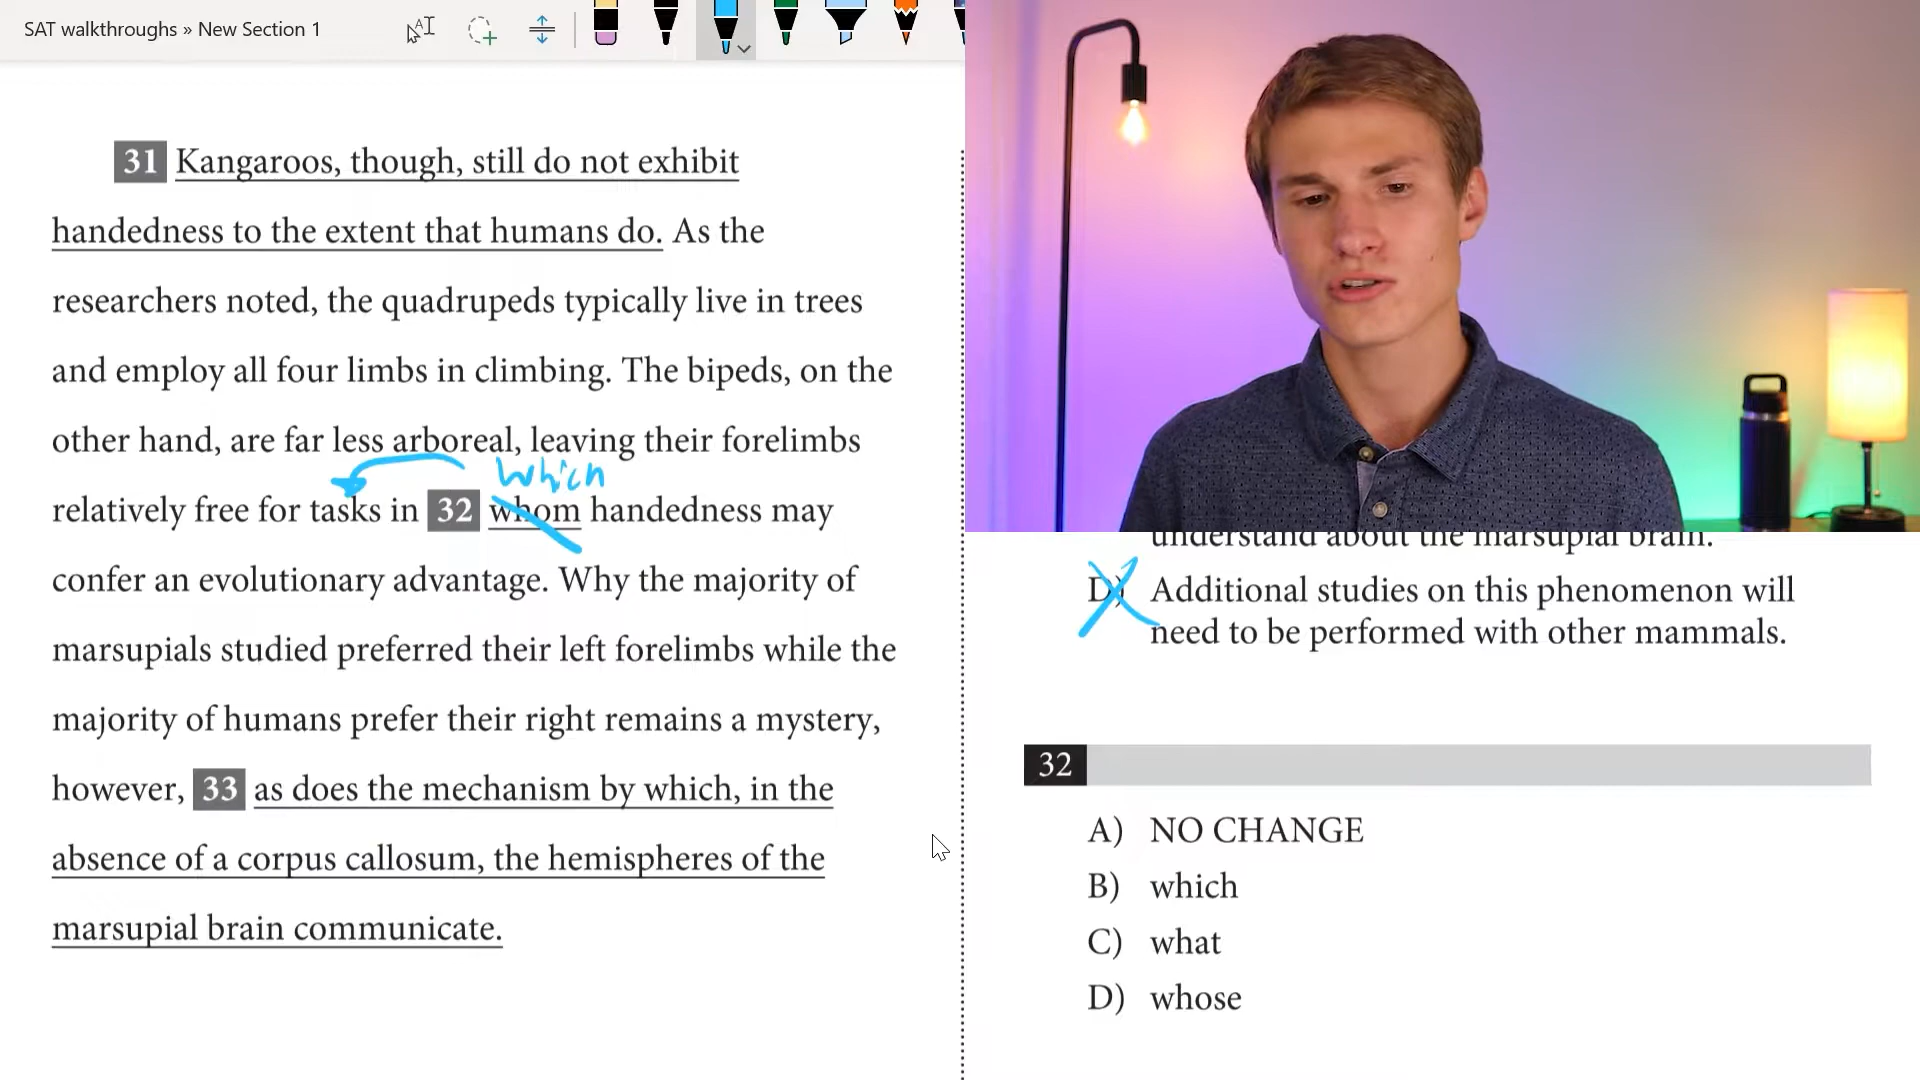 SAT walkthroughs » New Section 1
31 Kangaroos, though, still do not exhibit
handedness to the extent that humans do. As the
researchers noted, the quadrupeds typically live in trees
and employ all four limbs in climbing. The bipeds, on the
other hand, are far less arboreal, leaving their forelimbs
which
relatively free for tasks in 32 whom handedness may
confer an evolutionary advantage. Why the majority of
marsupials studied preferred their left forelimbs while the
majority of humans prefer their right remains a mystery,
however, 33 as does the mechanism by which, in the
absence of a corpus callosum, the hemispheres of the
marsupial brain communicate.
understand about the marsupial brain.
D) Additional studies on this phenomenon will
need to be performed with other mammals.
32
A) NO CHANGE
B) which
C) what
D) whose